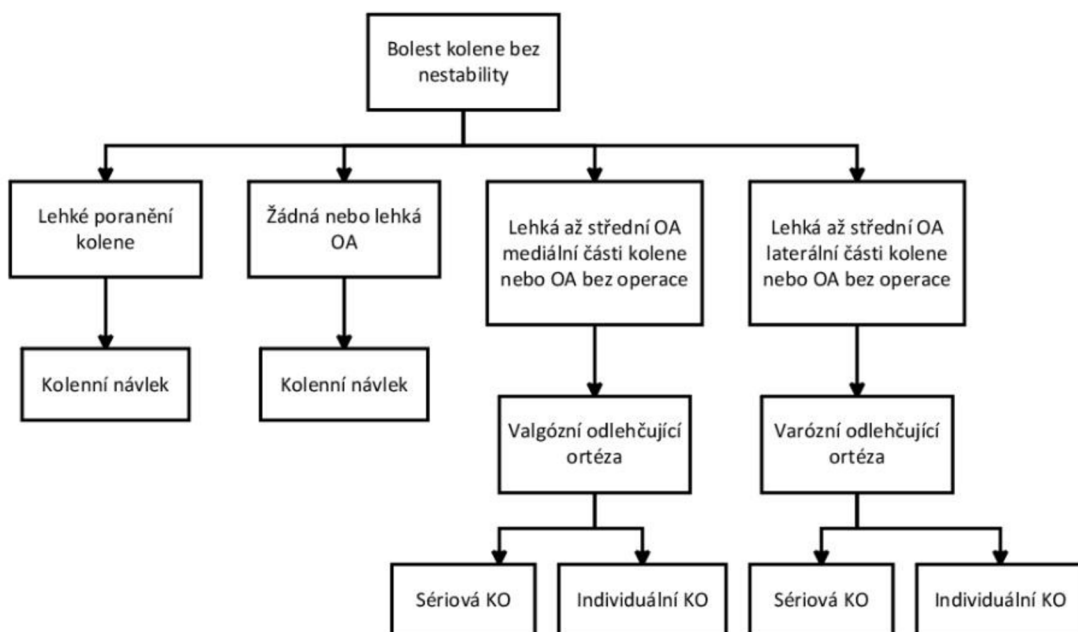 Bolest kolene bez
nestability
Lehké poranění
kolene
Žádná nebo lehká
OA
Lehká až střední OA
mediální části kolene
nebo OA bez operace
Lehká až střední OA
laterální části kolene
nebo OA bez operace
Kolenní návlek
Kolenní návlek
Valgózní odlehčující
ortéza
Varózní odlehčující
ortéza
Sériová KO
Individuální KO
Sériová KO
Individuální KO